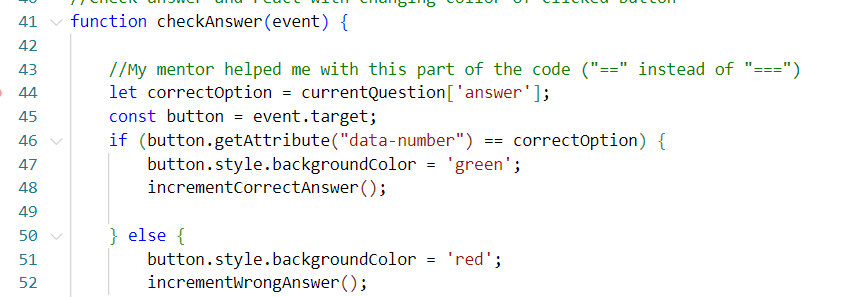 //check answer and react with changing collor of clicked button
41 function checkAnswer(event) {
42
43 //My mentor helped me with this part of the code ("==" instead of "===")
44 let correctOption = currentQuestion['answer'];
45 const button = event.target;
46 if (button.getAttribute("data-number") == correctOption) {
47 button.style.backgroundColor = 'green';
48 incrementCorrectAnswer();
49
50 } else {
51 button.style.backgroundColor = 'red';
52 incrementWrongAnswer();